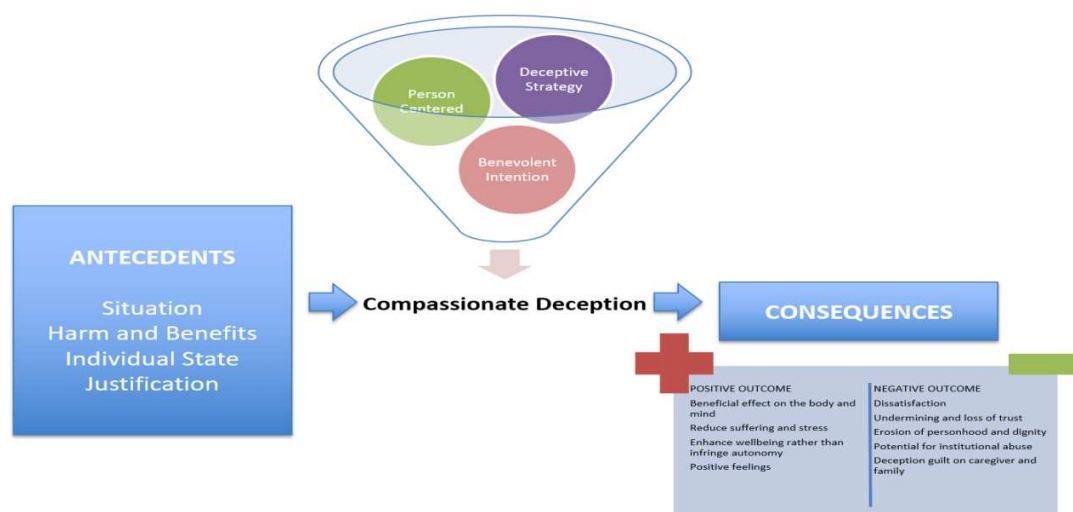 Person
Centered
Deceptive
Strategy
Benevolent
Intention
ANTECEDENTS
Situation
Harm and Benefits
Individual State
Justification
Compassionate Deception
CONSEQUENCES
POSITIVE OUTCOME
Beneficial effect on the body and
mind
Reduce suffering and stress
Enhance wellbeing rather than
infringe autonomy
Positive feelings
NEGATIVE OUTCOME
Dissatisfaction
Undermining and loss of trust
Erosion of personhood and dignity
Potential for institutional abuse
Deception guilt on caregiver and
family